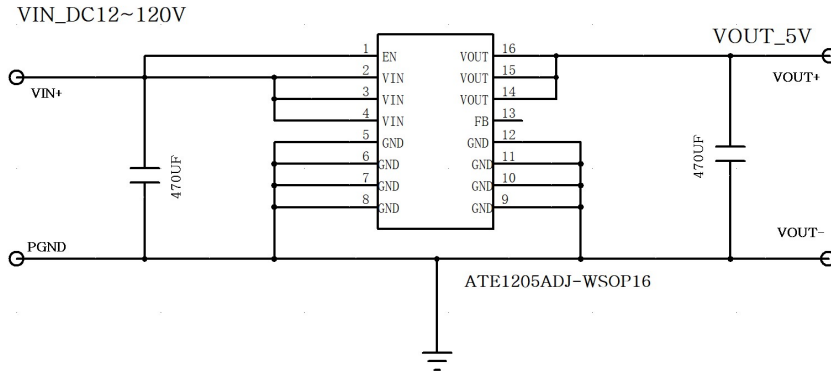 VIN_DC12~120V
VOUT_5V
1 EN VOUT 16
2 VIN VOUT 15
3 VIN VOUT 14
4 VIN FB 13
5 GND GND 12
6 GND GND 11
7 GND GND 10
8 GND GND 9
VIN+
VOUT+
470UF
470UF
PGND
VOUT-
ATE1205ADJ-WSOP16